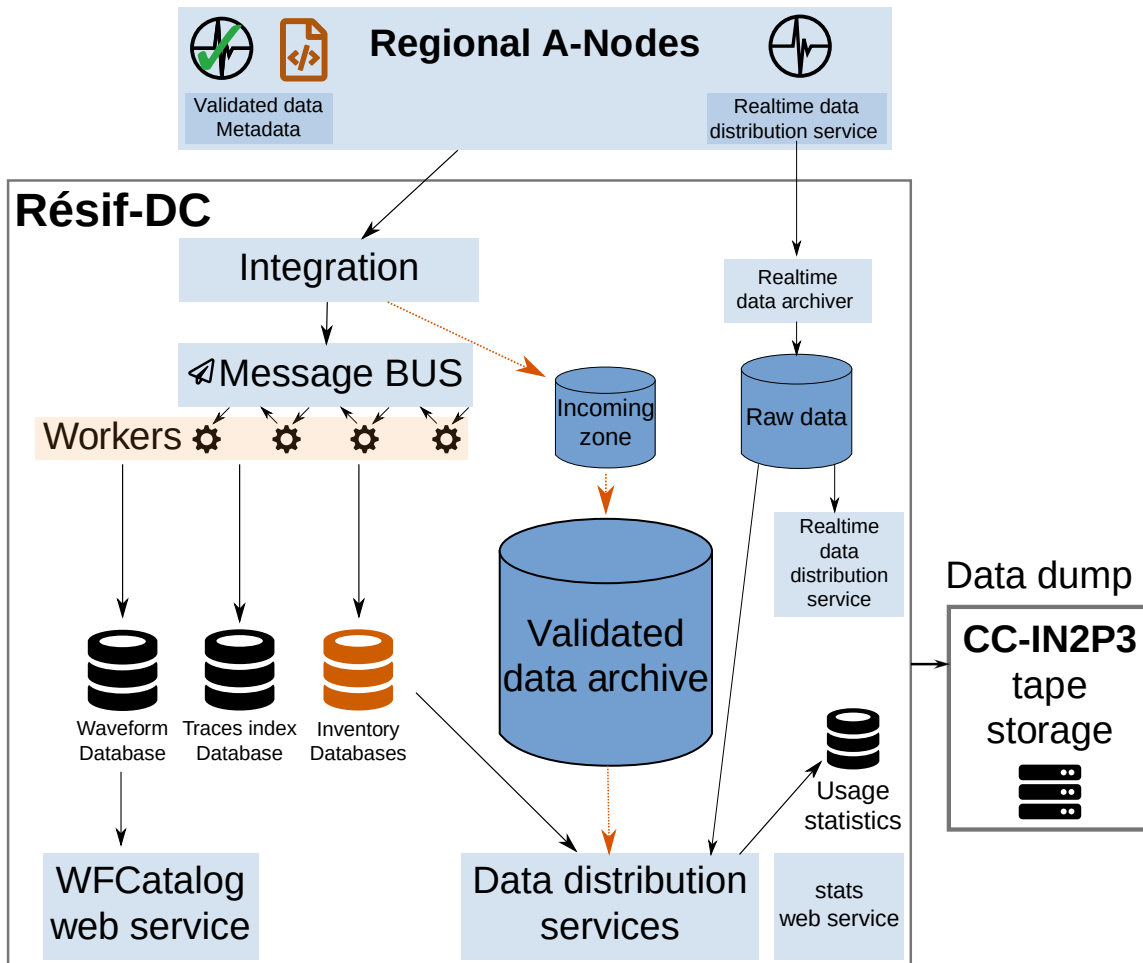 Regional A-Nodes
Validated data
Metadata
Realtime data
distribution service
Résif-DC
Integration
Realtime
data archiver
Message BUS
Incoming
zone
Raw data
Workers
Realtime
data
distribution
service
Validated
data archive
Data dump
CC-IN2P3
tape
storage
Waveform
Database
Traces index
Database
Inventory
Databases
Usage
statistics
WFCatalog
web service
Data distribution
services
stats
web service